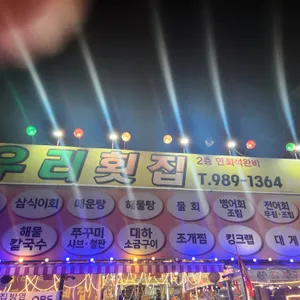 우리횟집
2층 연회석완비
T.989-1364
삼식이회 매운탕 해물탕 물회 병어회 조림 전어회 무침·조림
해물 칼국수 쭈꾸미 샤브·철판 대하 소금구이 조개찜 킹크랩 대게